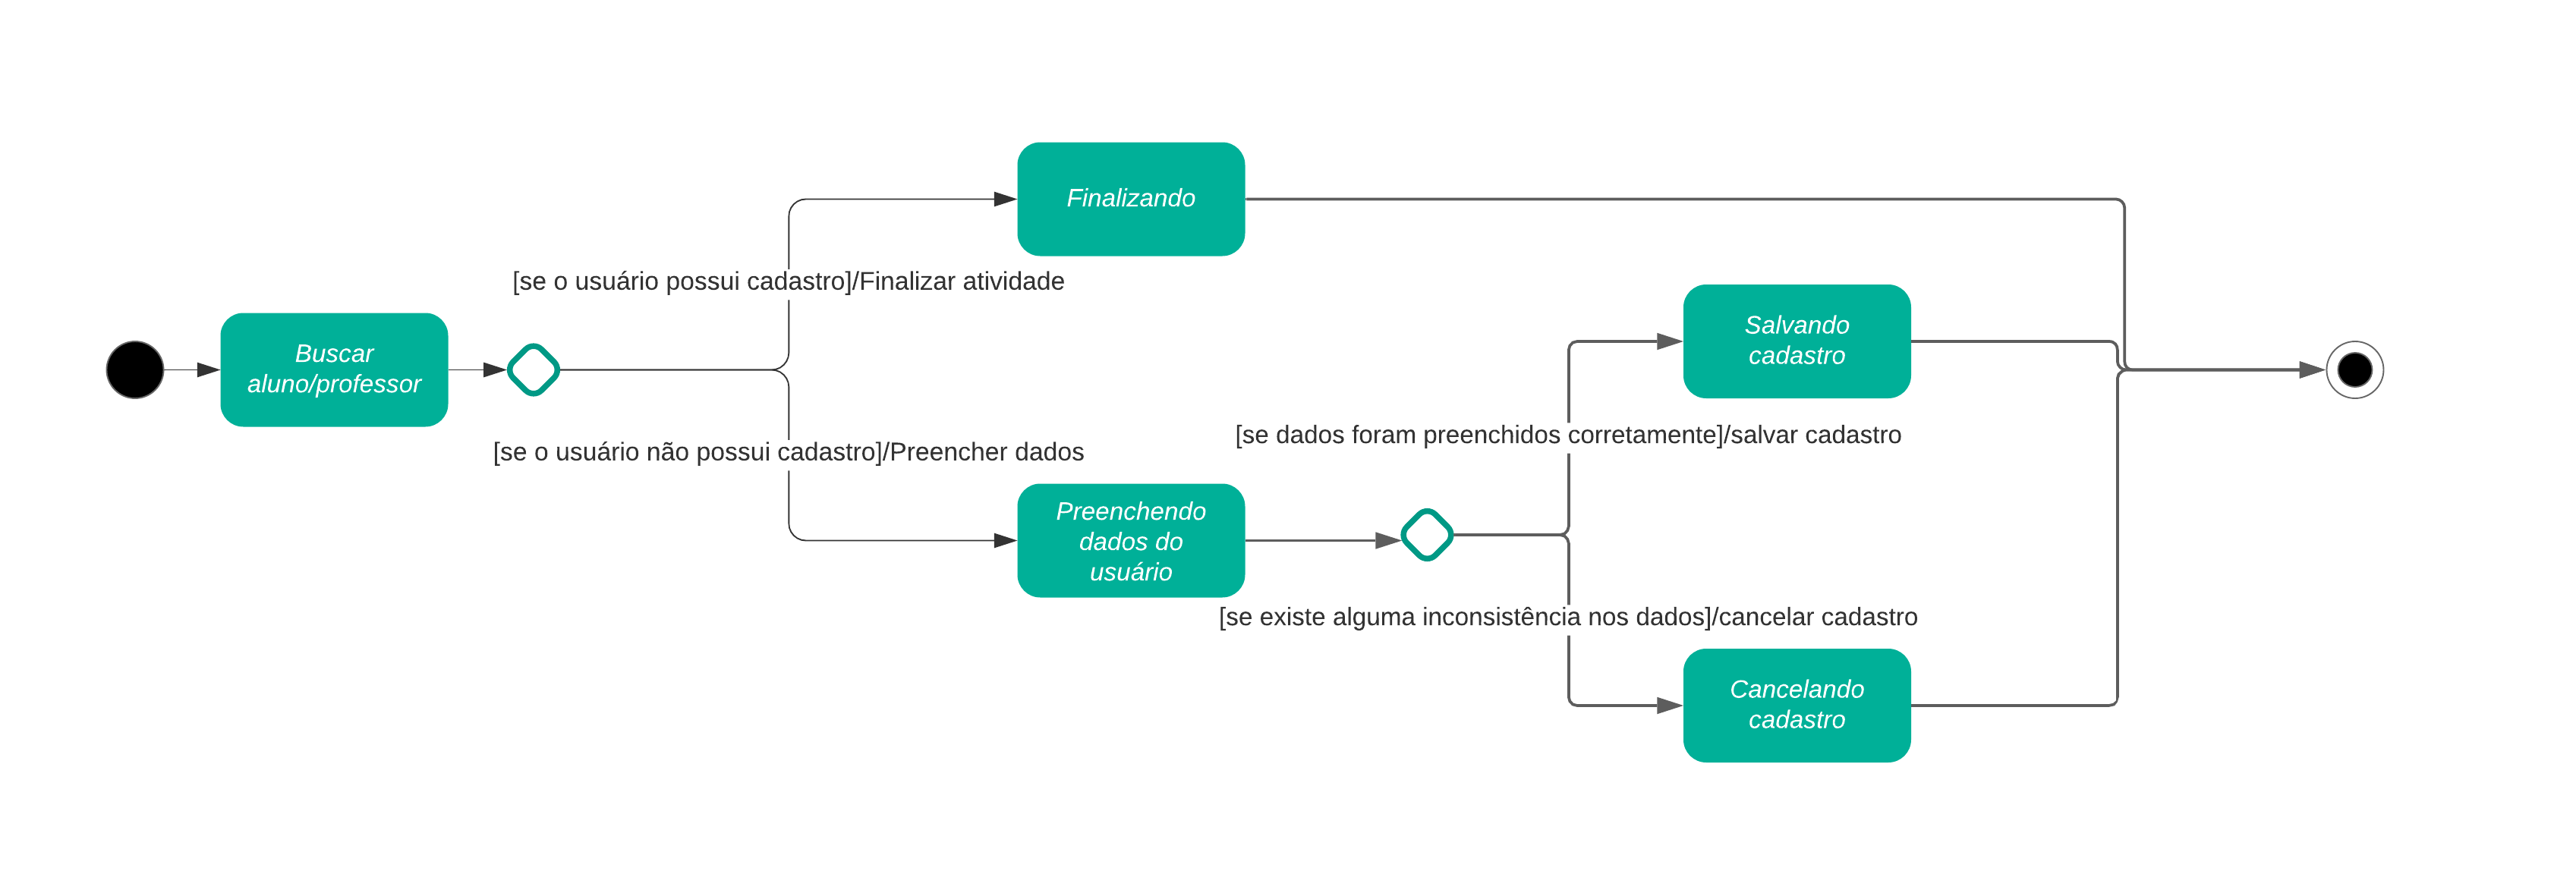 Finalizando
[se o usuário possui cadastro]/Finalizar atividade
Buscar
aluno/professor
[se o usuário não possui cadastro]/Preencher dados
Preenchendo
dados do
usuário
Salvando
cadastro
[se dados foram preenchidos corretamente]/salvar cadastro
[se existe alguma inconsistência nos dados]/cancelar cadastro
Cancelando
cadastro